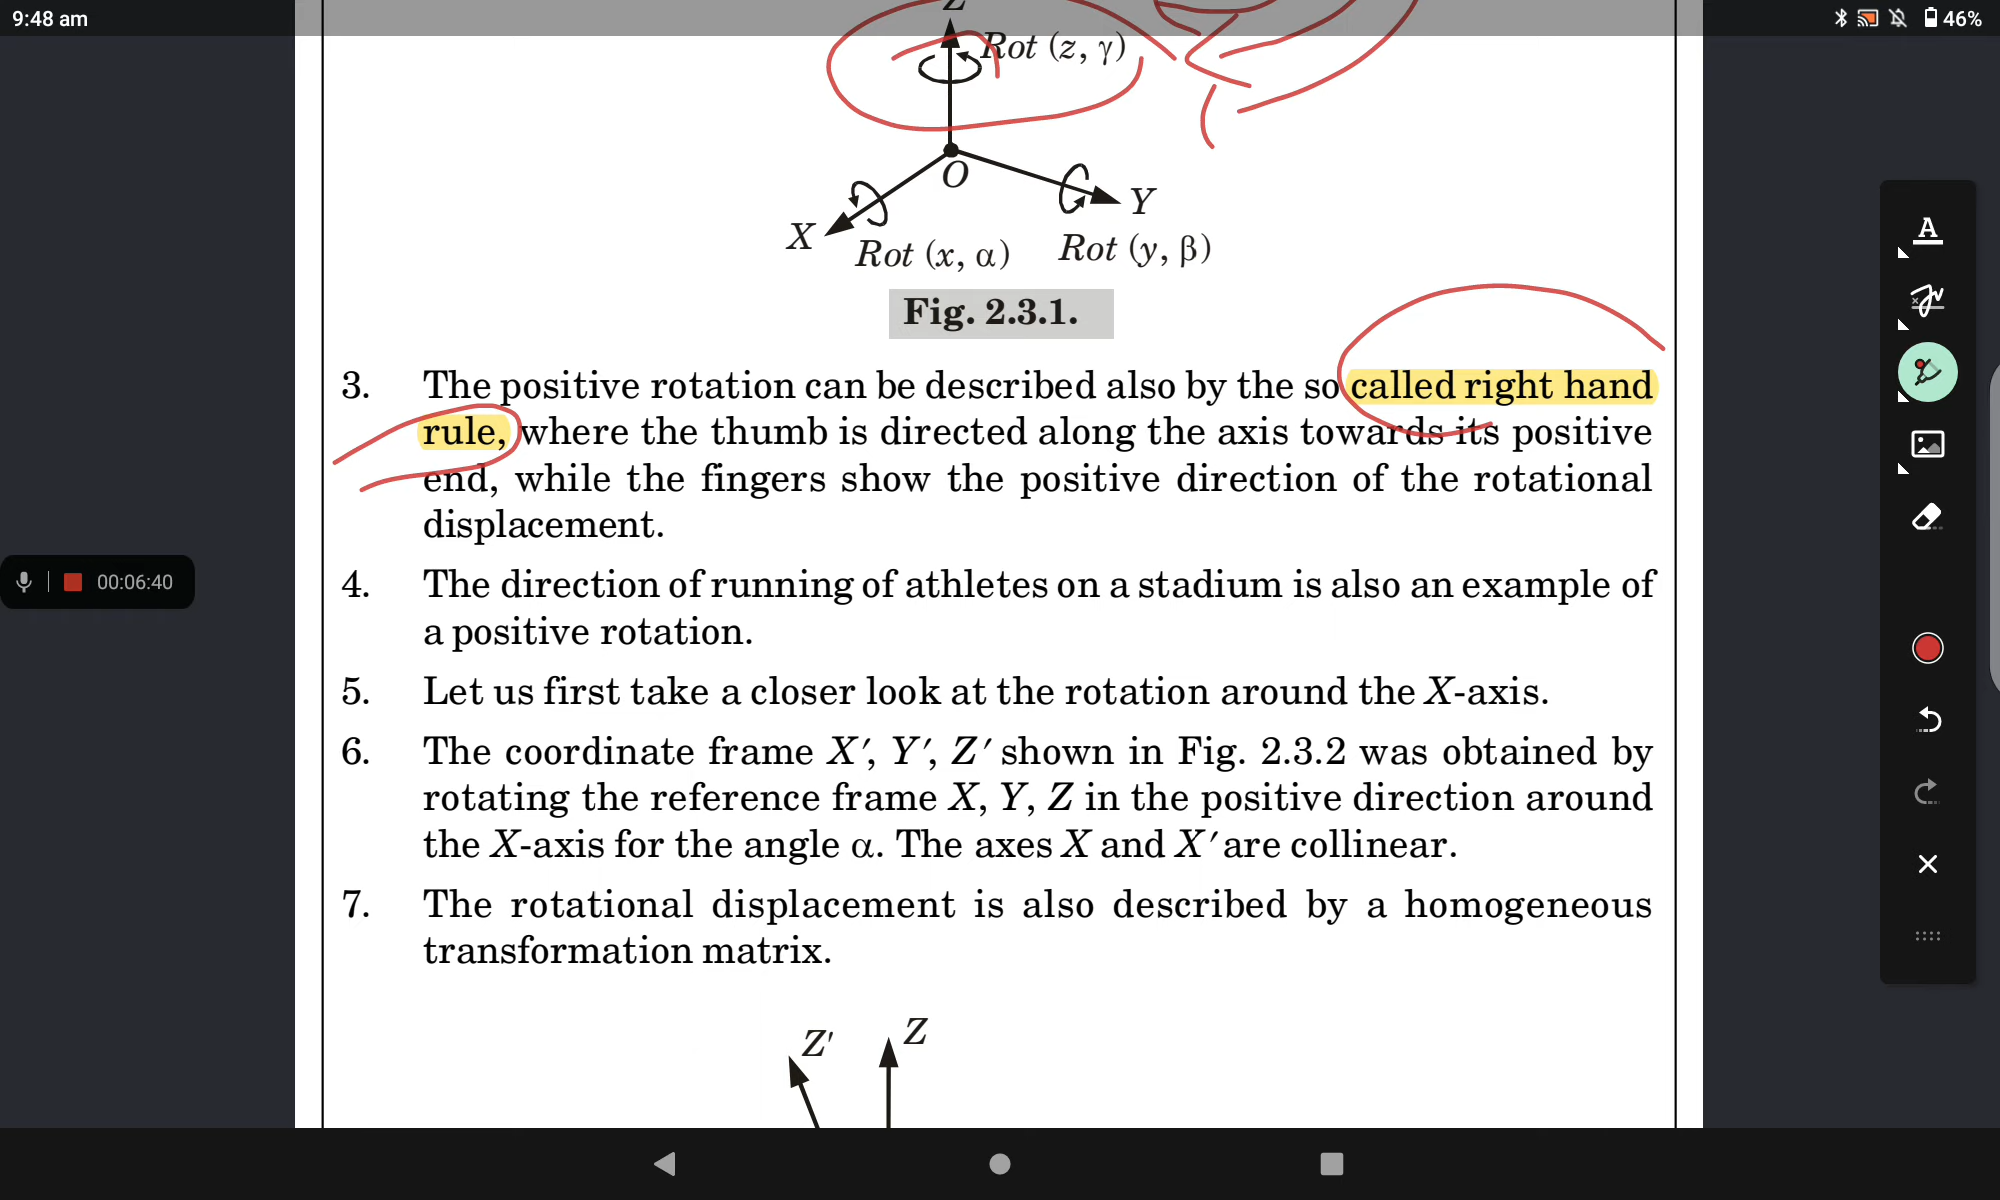 9:48 am
46%
Z
Rot (z, γ)
O
Y
X
Rot (x, α)
Rot (y, β)
Fig. 2.3.1.
3. The positive rotation can be described also by the so called right hand
rule, where the thumb is directed along the axis towards its positive
end, while the fingers show the positive direction of the rotational
displacement.
00:06:40
4. The direction of running of athletes on a stadium is also an example of
a positive rotation.
5. Let us first take a closer look at the rotation around the X-axis.
6. The coordinate frame X′, Y′, Z′ shown in Fig. 2.3.2 was obtained by
rotating the reference frame X, Y, Z in the positive direction around
the X-axis for the angle α. The axes X and X′ are collinear.
7. The rotational displacement is also described by a homogeneous
transformation matrix.
Z′
Z
A